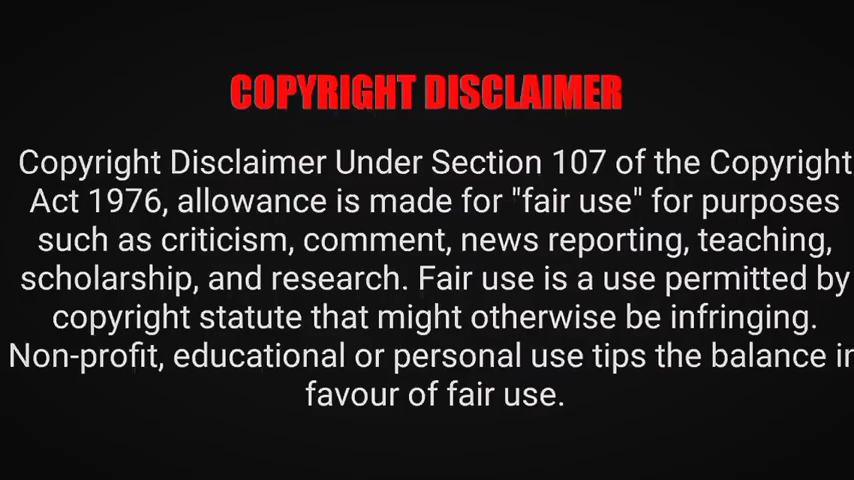 COPYRIGHT DISCLAIMER
Copyright Disclaimer Under Section 107 of the Copyright
Act 1976, allowance is made for "fair use" for purposes
such as criticism, comment, news reporting, teaching,
scholarship, and research. Fair use is a use permitted by
copyright statute that might otherwise be infringing.
Non-profit, educational or personal use tips the balance in
favour of fair use.